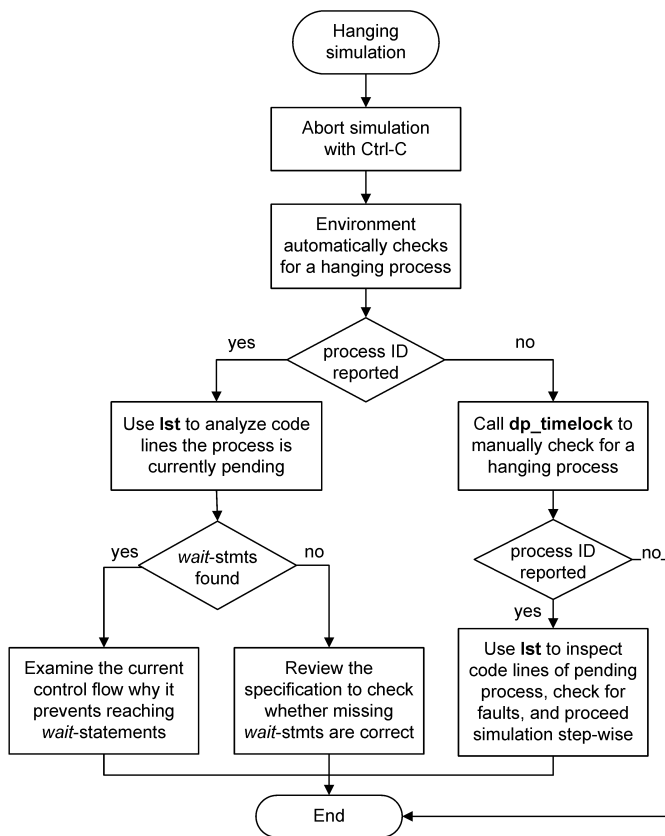 Hanging
simulation
Abort simulation
with Ctrl-C
Environment
automatically checks
for a hanging process
yes
process ID
reported
no
Use lst to analyze code
lines the process is
currently pending
Call dp_timelock to
manually check for a
hanging process
yes
wait-stmts
found
no
process ID
reported
no
yes
Examine the current
control flow why it
prevents reaching
wait-statements
Review the
specification to check
whether missing
wait-stmts are correct
Use lst to inspect
code lines of pending
process, check for
faults, and proceed
simulation step-wise
End